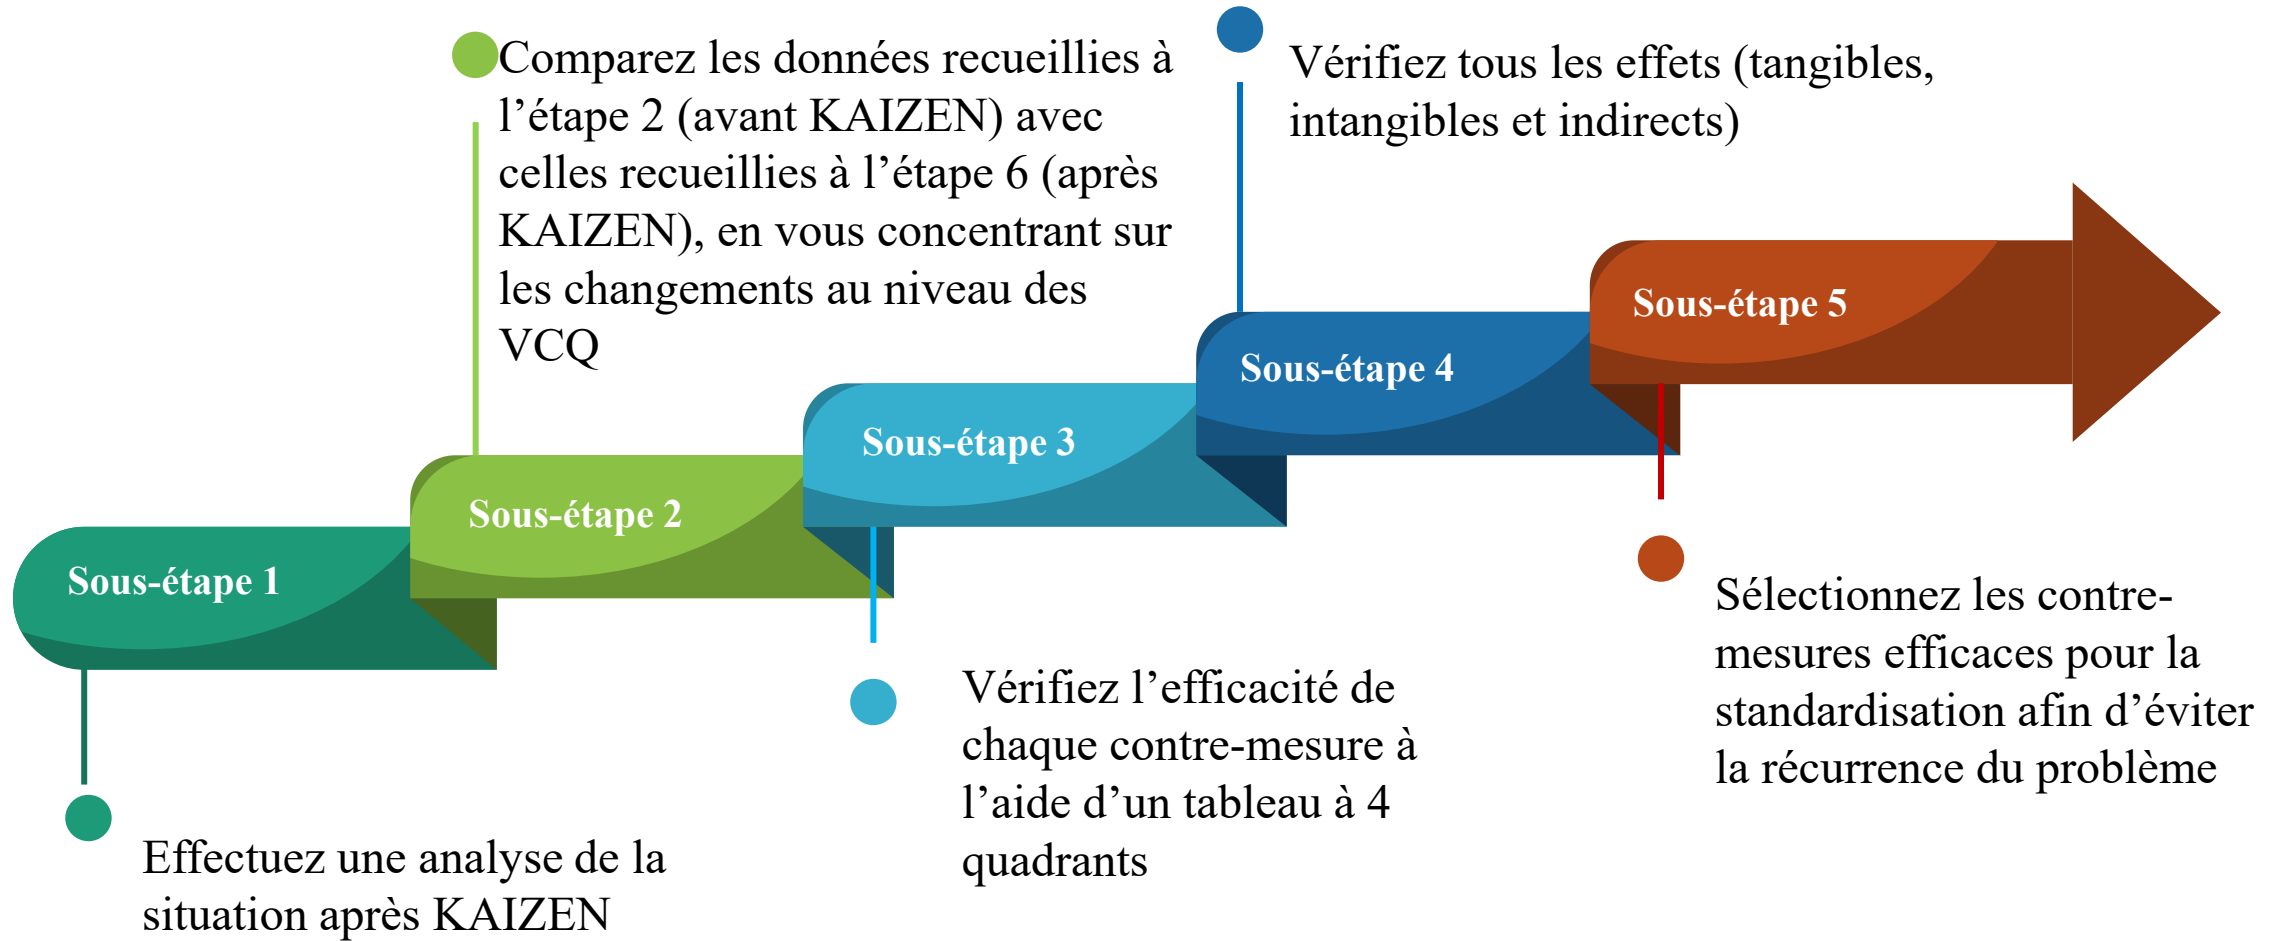 Sous-étape 1
Effectuez une analyse de la
situation après KAIZEN
Sous-étape 2
Comparez les données recueillies à
l’étape 2 (avant KAIZEN) avec
celles recueillies à l’étape 6 (après
KAIZEN), en vous concentrant sur
les changements au niveau des
VCQ
Sous-étape 3
Vérifiez l’efficacité de
chaque contre-mesure à
l’aide d’un tableau à 4
quadrants
Sous-étape 4
Vérifiez tous les effets (tangibles,
intangibles et indirects)
Sous-étape 5
Sélectionnez les contre-
mesures efficaces pour la
standardisation afin d’éviter
la récurrence du problème